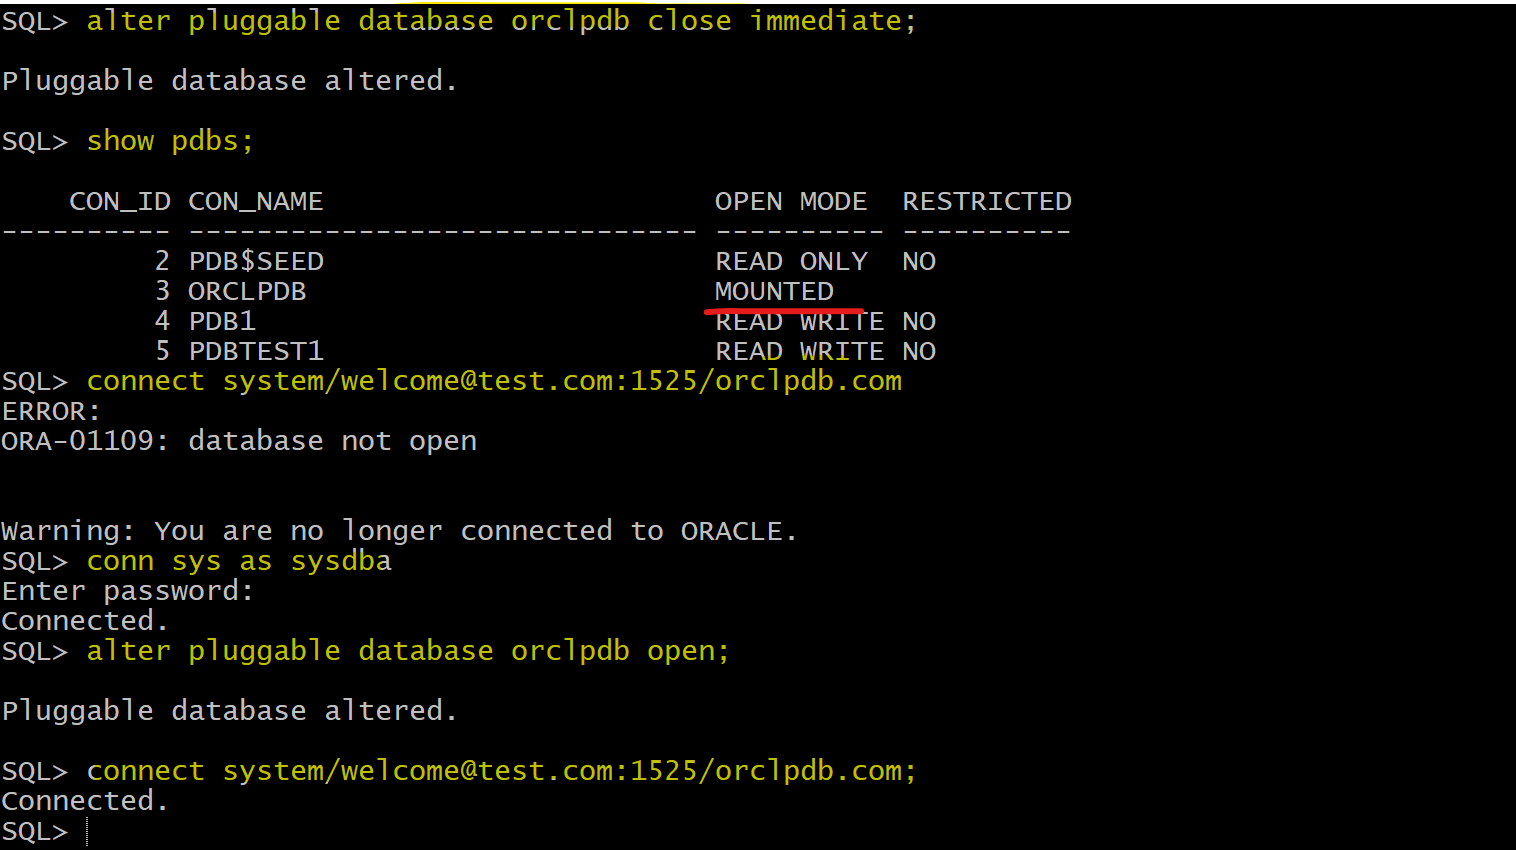 SQL> alter pluggable database orclpdb close immediate;
Pluggable database altered.
SQL> show pdbs;
    CON_ID CON_NAME                       OPEN MODE  RESTRICTED
---------- ------------------------------ ---------- ----------
         2 PDB$SEED                       READ ONLY  NO
         3 ORCLPDB                        MOUNTED
         4 PDB1                           READ WRITE NO
         5 PDBTEST1                       READ WRITE NO
SQL> connect system/welcome@test.com:1525/orclpdb.com
ERROR:
ORA-01109: database not open
Warning: You are no longer connected to ORACLE.
SQL> conn sys as sysdba
Enter password:
Connected.
SQL> alter pluggable database orclpdb open;
Pluggable database altered.
SQL> connect system/welcome@test.com:1525/orclpdb.com;
Connected.
SQL>